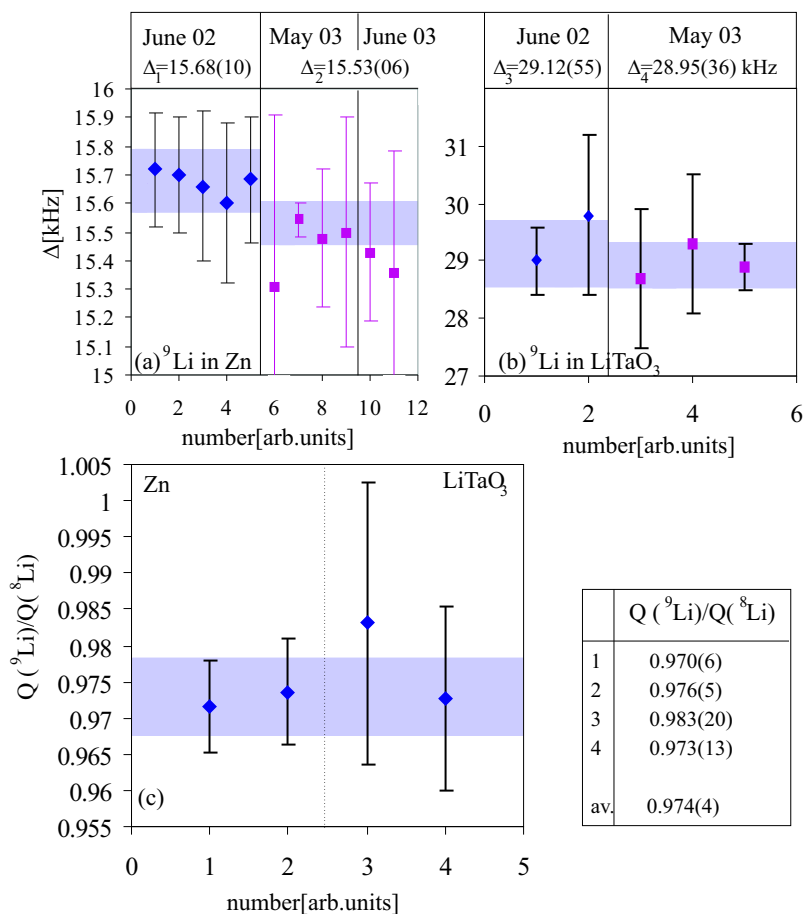 June 02
May 03
June 03
Δ1=15.68(10)
Δ2=15.53(06)
June 02
May 03
Δ3=29.12(55)
Δ4=28.95(36) kHz
16
15.9
15.8
15.7
15.6
15.5
15.4
15.3
15.2
15.1
15
Δ[kHz]
(a) 9Li in Zn
0 2 4 6 8 10 12
number[arb.units]
31
30
29
28
27
(b) 9Li in LiTaO3
0 2 4 6
number[arb.units]
1.005
1
0.995
0.99
0.985
0.98
0.975
0.97
0.965
0.96
0.955
Q (9Li)/Q(8Li)
Zn
LiTaO3
(c)
0 1 2 3 4 5
number[arb.units]
Q (9Li)/Q(8Li)
1 0.970(6)
2 0.976(5)
3 0.983(20)
4 0.973(13)
av. 0.974(4)